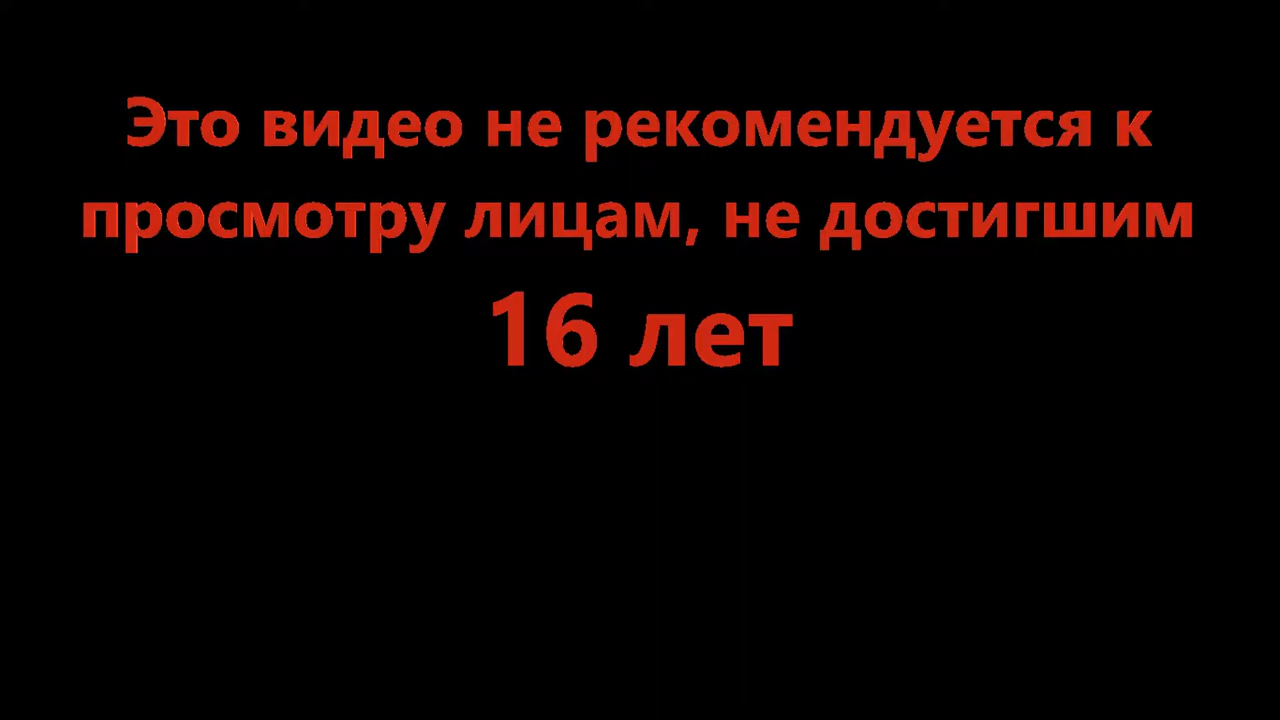 Это видео не рекомендуется к
просмотру лицам, не достигшим
16 лет